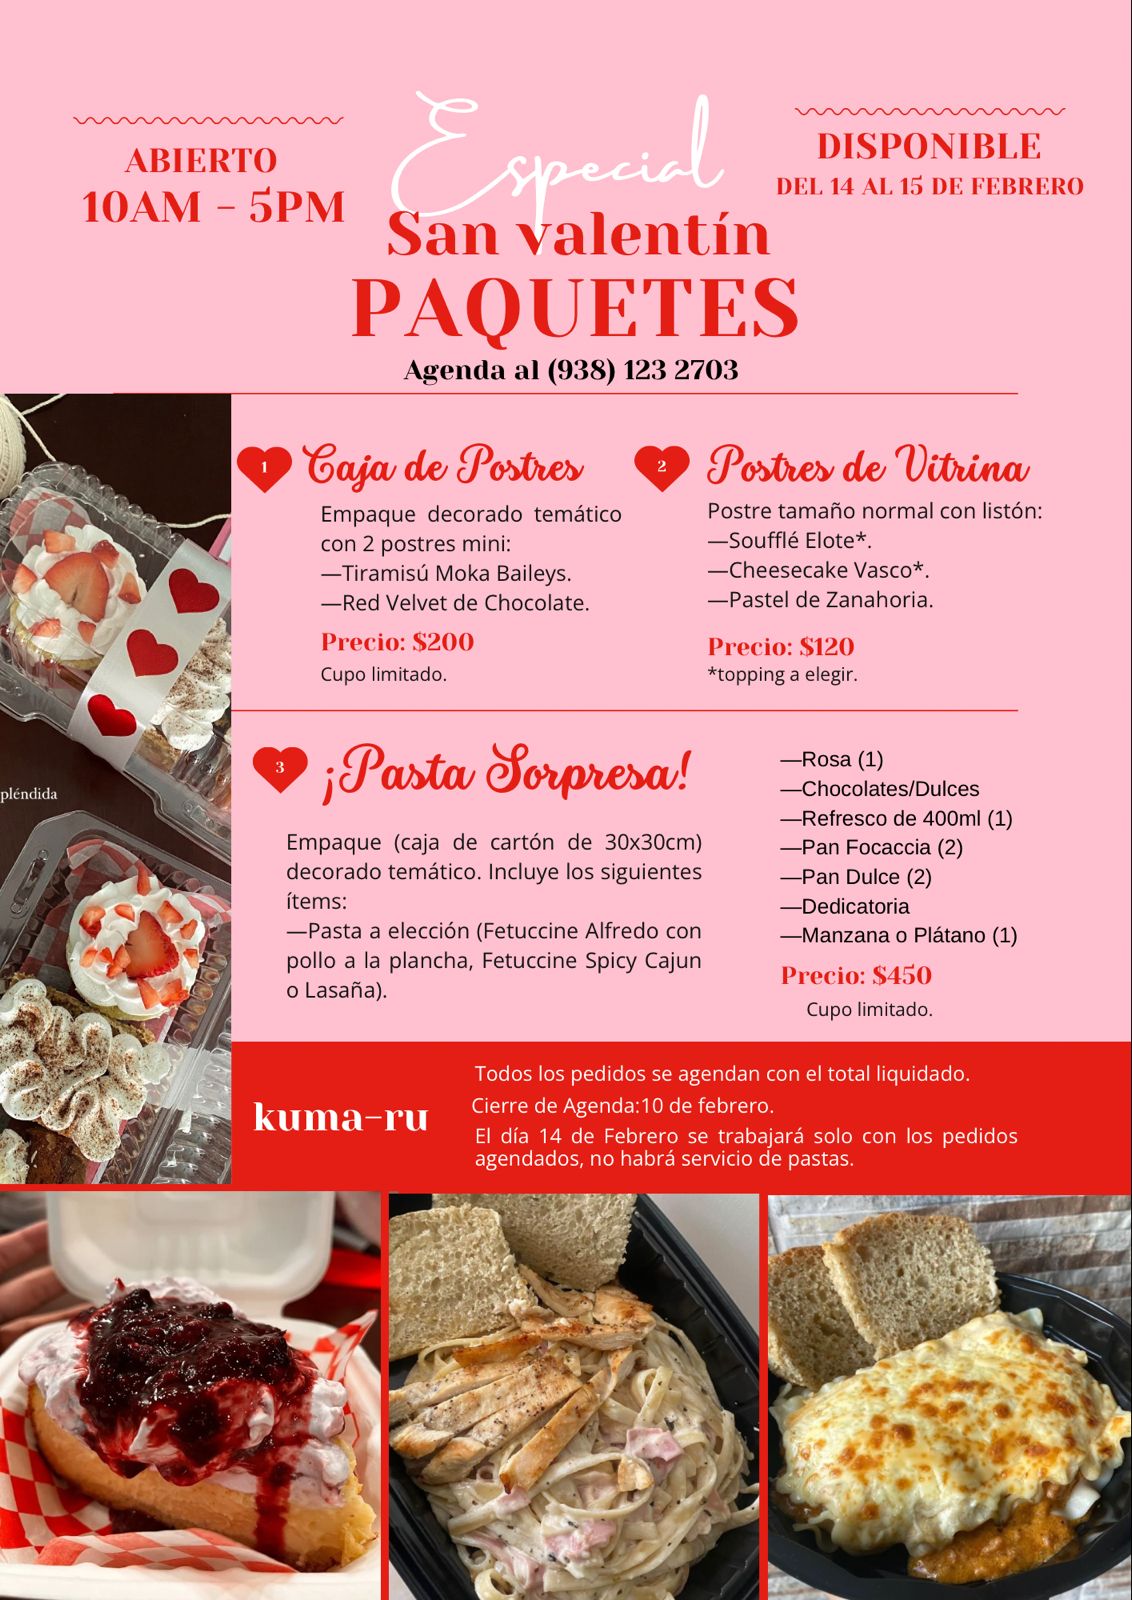 ABIERTO
10AM - 5PM
Especial
San valentín
PAQUETES
Agenda al (938) 123 2703
DISPONIBLE
DEL 14 AL 15 DE FEBRERO
1 Caja de Postres
Empaque decorado temático
con 2 postres mini:
—Tiramisú Moka Baileys.
—Red Velvet de Chocolate.
Precio: $200
Cupo limitado.
2 Postres de Vitrina
Postre tamaño normal con listón:
—Soufflé Elote*.
—Cheesecake Vasco*.
—Pastel de Zanahoria.
Precio: $120
*topping a elegir.
pléndida
3 ¡Pasta Sorpresa!
Empaque (caja de cartón de 30x30cm)
decorado temático. Incluye los siguientes
ítems:
—Pasta a elección (Fetuccine Alfredo con
pollo a la plancha, Fetuccine Spicy Cajun
o Lasaña).
—Rosa (1)
—Chocolates/Dulces
—Refresco de 400ml (1)
—Pan Focaccia (2)
—Pan Dulce (2)
—Dedicatoria
—Manzana o Plátano (1)
Precio: $450
Cupo limitado.
kuma-ru
Todos los pedidos se agendan con el total liquidado.
Cierre de Agenda:10 de febrero.
El día 14 de Febrero se trabajará solo con los pedidos
agendados, no habrá servicio de pastas.